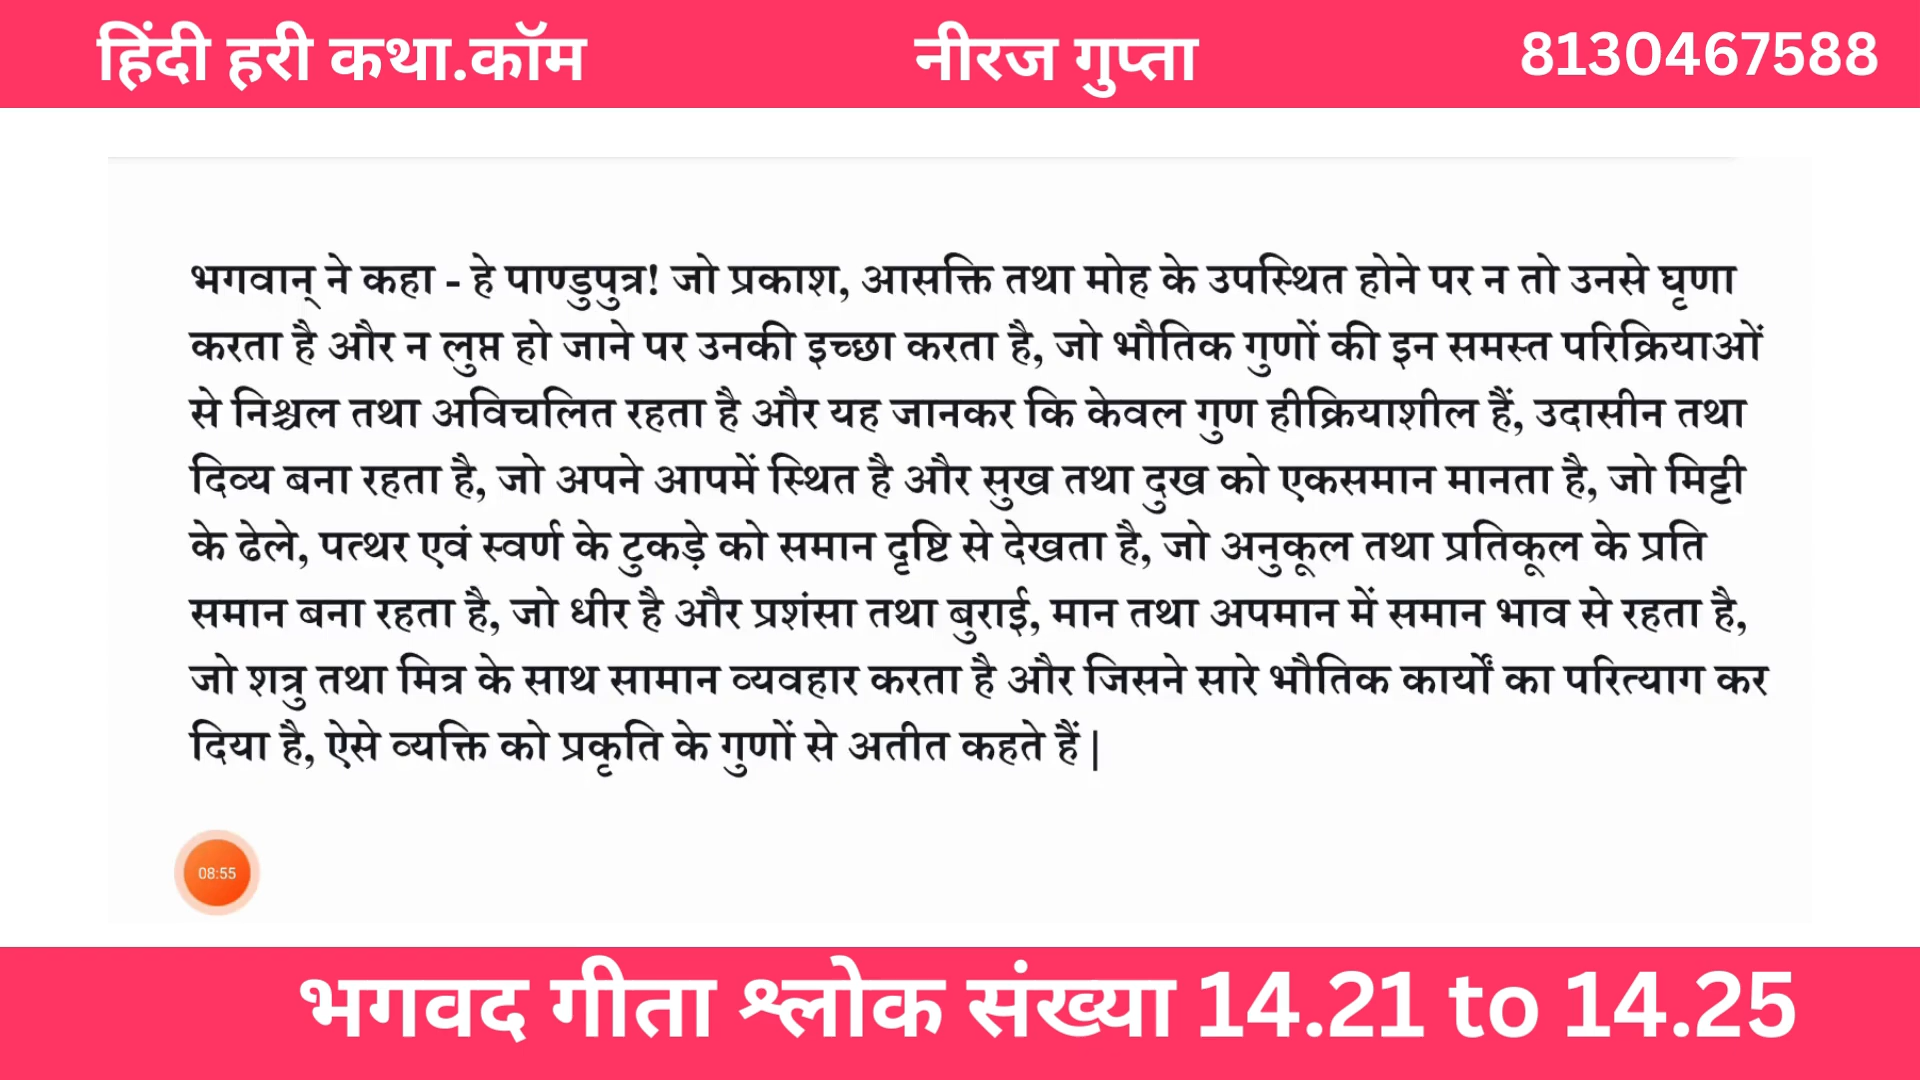 हिंदी हरी कथा.कॉम
नीरज गुप्ता
8130467588
भगवान् ने कहा - हे पाण्डुपुत्र! जो प्रकाश, आसक्ति तथा मोह के उपस्थित होने पर न तो उनसे घृणा
करता है और न लुप्त हो जाने पर उनकी इच्छा करता है, जो भौतिक गुणों की इन समस्त परिक्रियाओं
से निश्चल तथा अविचलित रहता है और यह जानकर कि केवल गुण हीक्रियाशील हैं, उदासीन तथा
दिव्य बना रहता है, जो अपने आपमें स्थित है और सुख तथा दुख को एकसमान मानता है, जो मिट्टी
के ढेले, पत्थर एवं स्वर्ण के टुकड़े को समान दृष्टि से देखता है, जो अनुकूल तथा प्रतिकूल के प्रति
समान बना रहता है, जो धीर है और प्रशंसा तथा बुराई, मान तथा अपमान में समान भाव से रहता है,
जो शत्रु तथा मित्र के साथ सामान व्यवहार करता है और जिसने सारे भौतिक कार्यों का परित्याग कर
दिया है, ऐसे व्यक्ति को प्रकृति के गुणों से अतीत कहते हैं |
08:55
भगवद गीता श्लोक संख्या 14.21 to 14.25